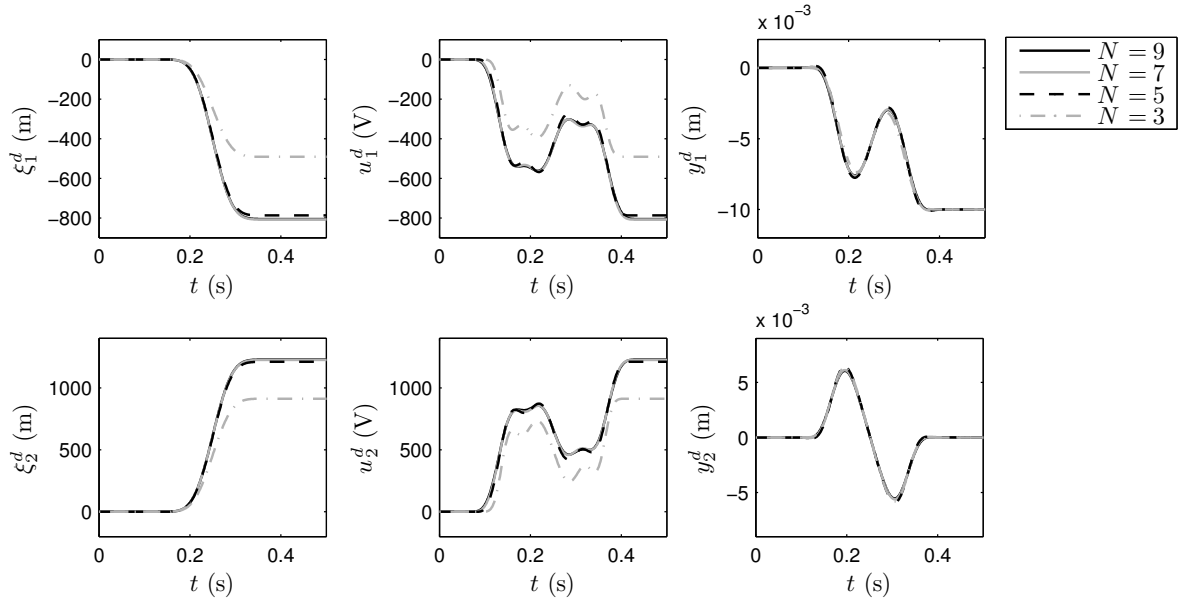 0
−200
−400
−600
−800
ξ₁ᵈ (m)
0 0.2 0.4
t (s)
0
−200
−400
−600
−800
u₁ᵈ (V)
0 0.2 0.4
t (s)
x 10⁻³
0
−5
−10
y₁ᵈ (m)
0 0.2 0.4
t (s)
N = 9
N = 7
N = 5
N = 3
1000
500
0
ξ₂ᵈ (m)
0 0.2 0.4
t (s)
1000
500
0
u₂ᵈ (V)
0 0.2 0.4
t (s)
x 10⁻³
5
0
−5
y₂ᵈ (m)
0 0.2 0.4
t (s)